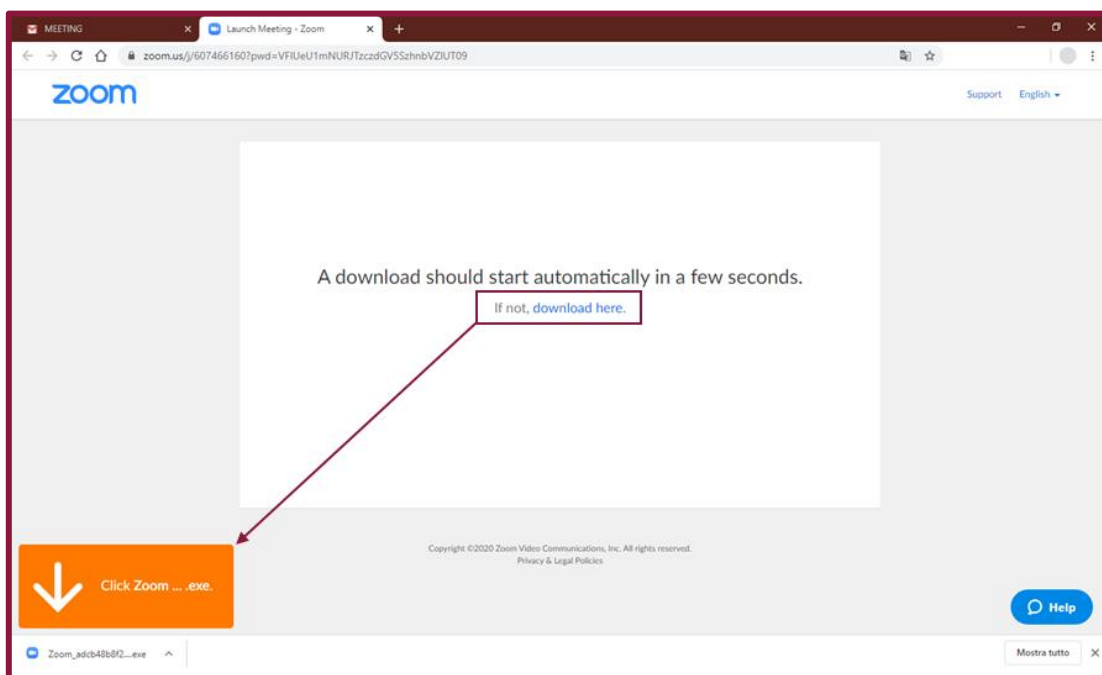 MEETING
Launch Meeting - Zoom
zoom.us/j/607466160?pwd=VFlUeU1mNURJTzczdGV5SzhnbVZIUT09
zoom
Support English
A download should start automatically in a few seconds.
If not, download here.
Copyright ©2020 Zoom Video Communications, Inc. All rights reserved.
Privacy & Legal Policies
Click Zoom ... .exe.
Help
Zoom_adcb48b8f2....exe
Mostra tutto